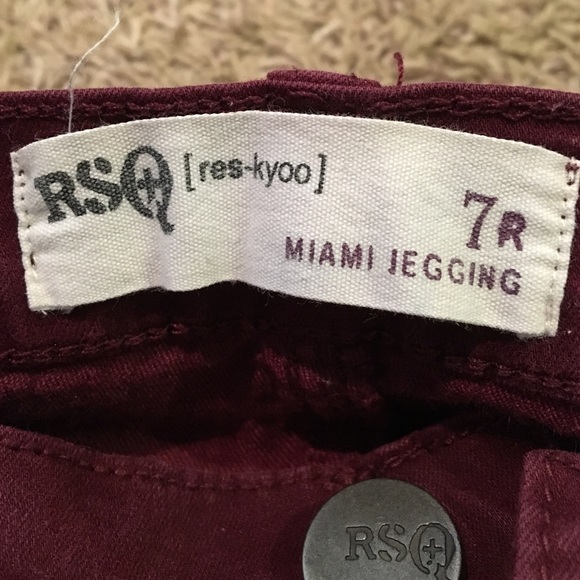 RSQ [res-kyoo]
7R
MIAMI JEGGING
RSQ